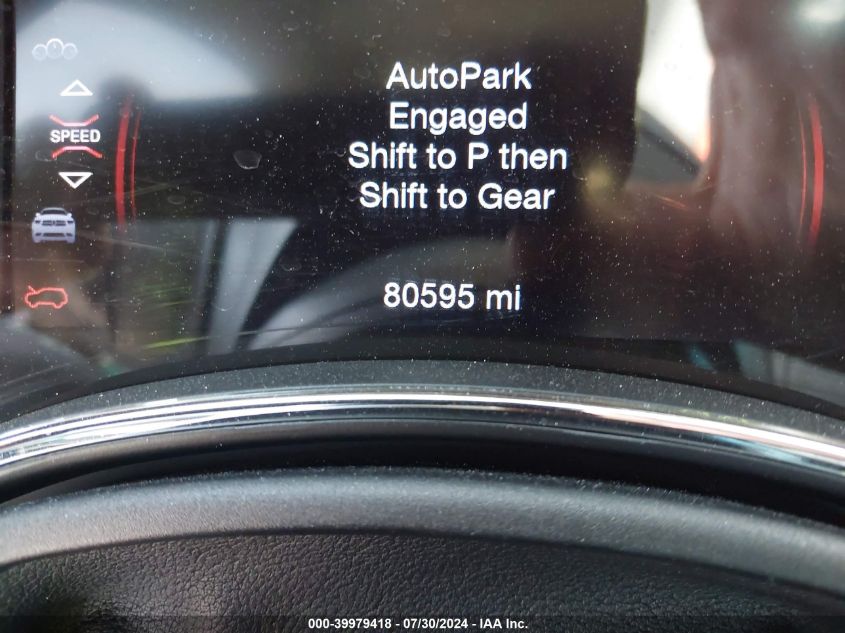 AutoPark
Engaged
Shift to P then
Shift to Gear
SPEED
80595 mi
000-39979418 - 07/30/2024 - IAA Inc.